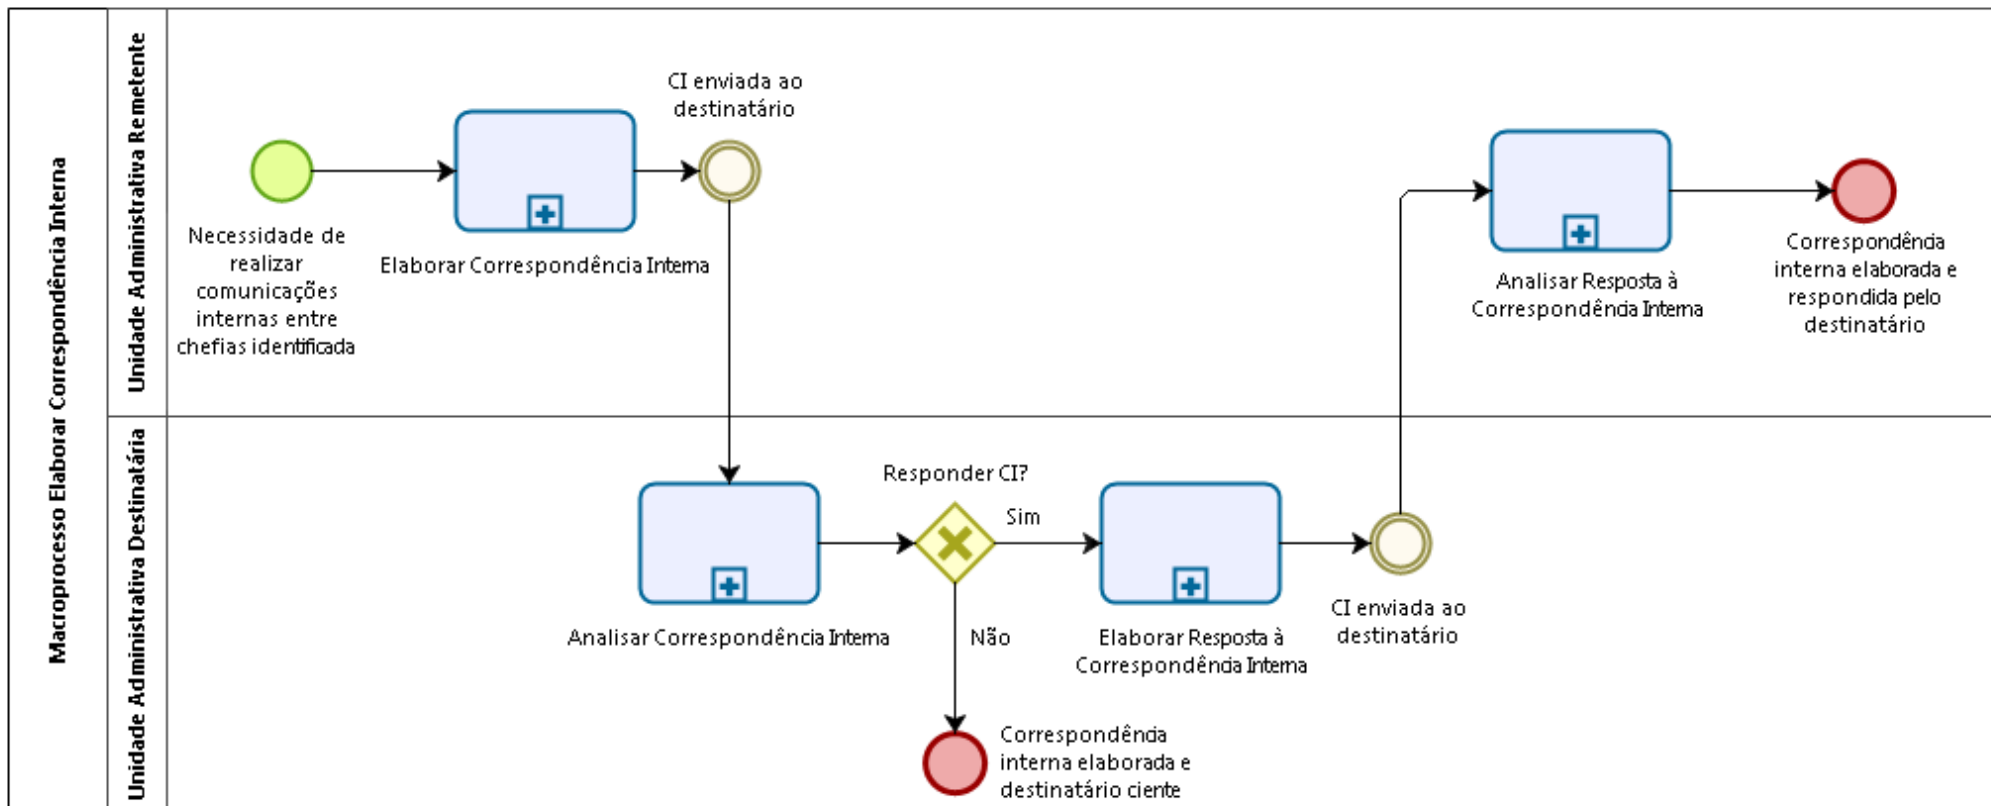 Macroprocesso Elaborar Correspondência Interna
Unidade Administrativa Remetente
Necessidade de
realizar
comunicações
internas entre
chefias identificada
Elaborar Correspondência Interna
CI enviada ao
destinatário
Analisar Resposta à
Correspondência Interna
Correspondência
interna elaborada e
respondida pelo
destinatário
Unidade Administrativa Destinatária
Analisar Correspondência Interna
Responder CI?
Sim
Não
Elaborar Resposta à
Correspondência Interna
CI enviada ao
destinatário
Correspondência
interna elaborada e
destinatário ciente